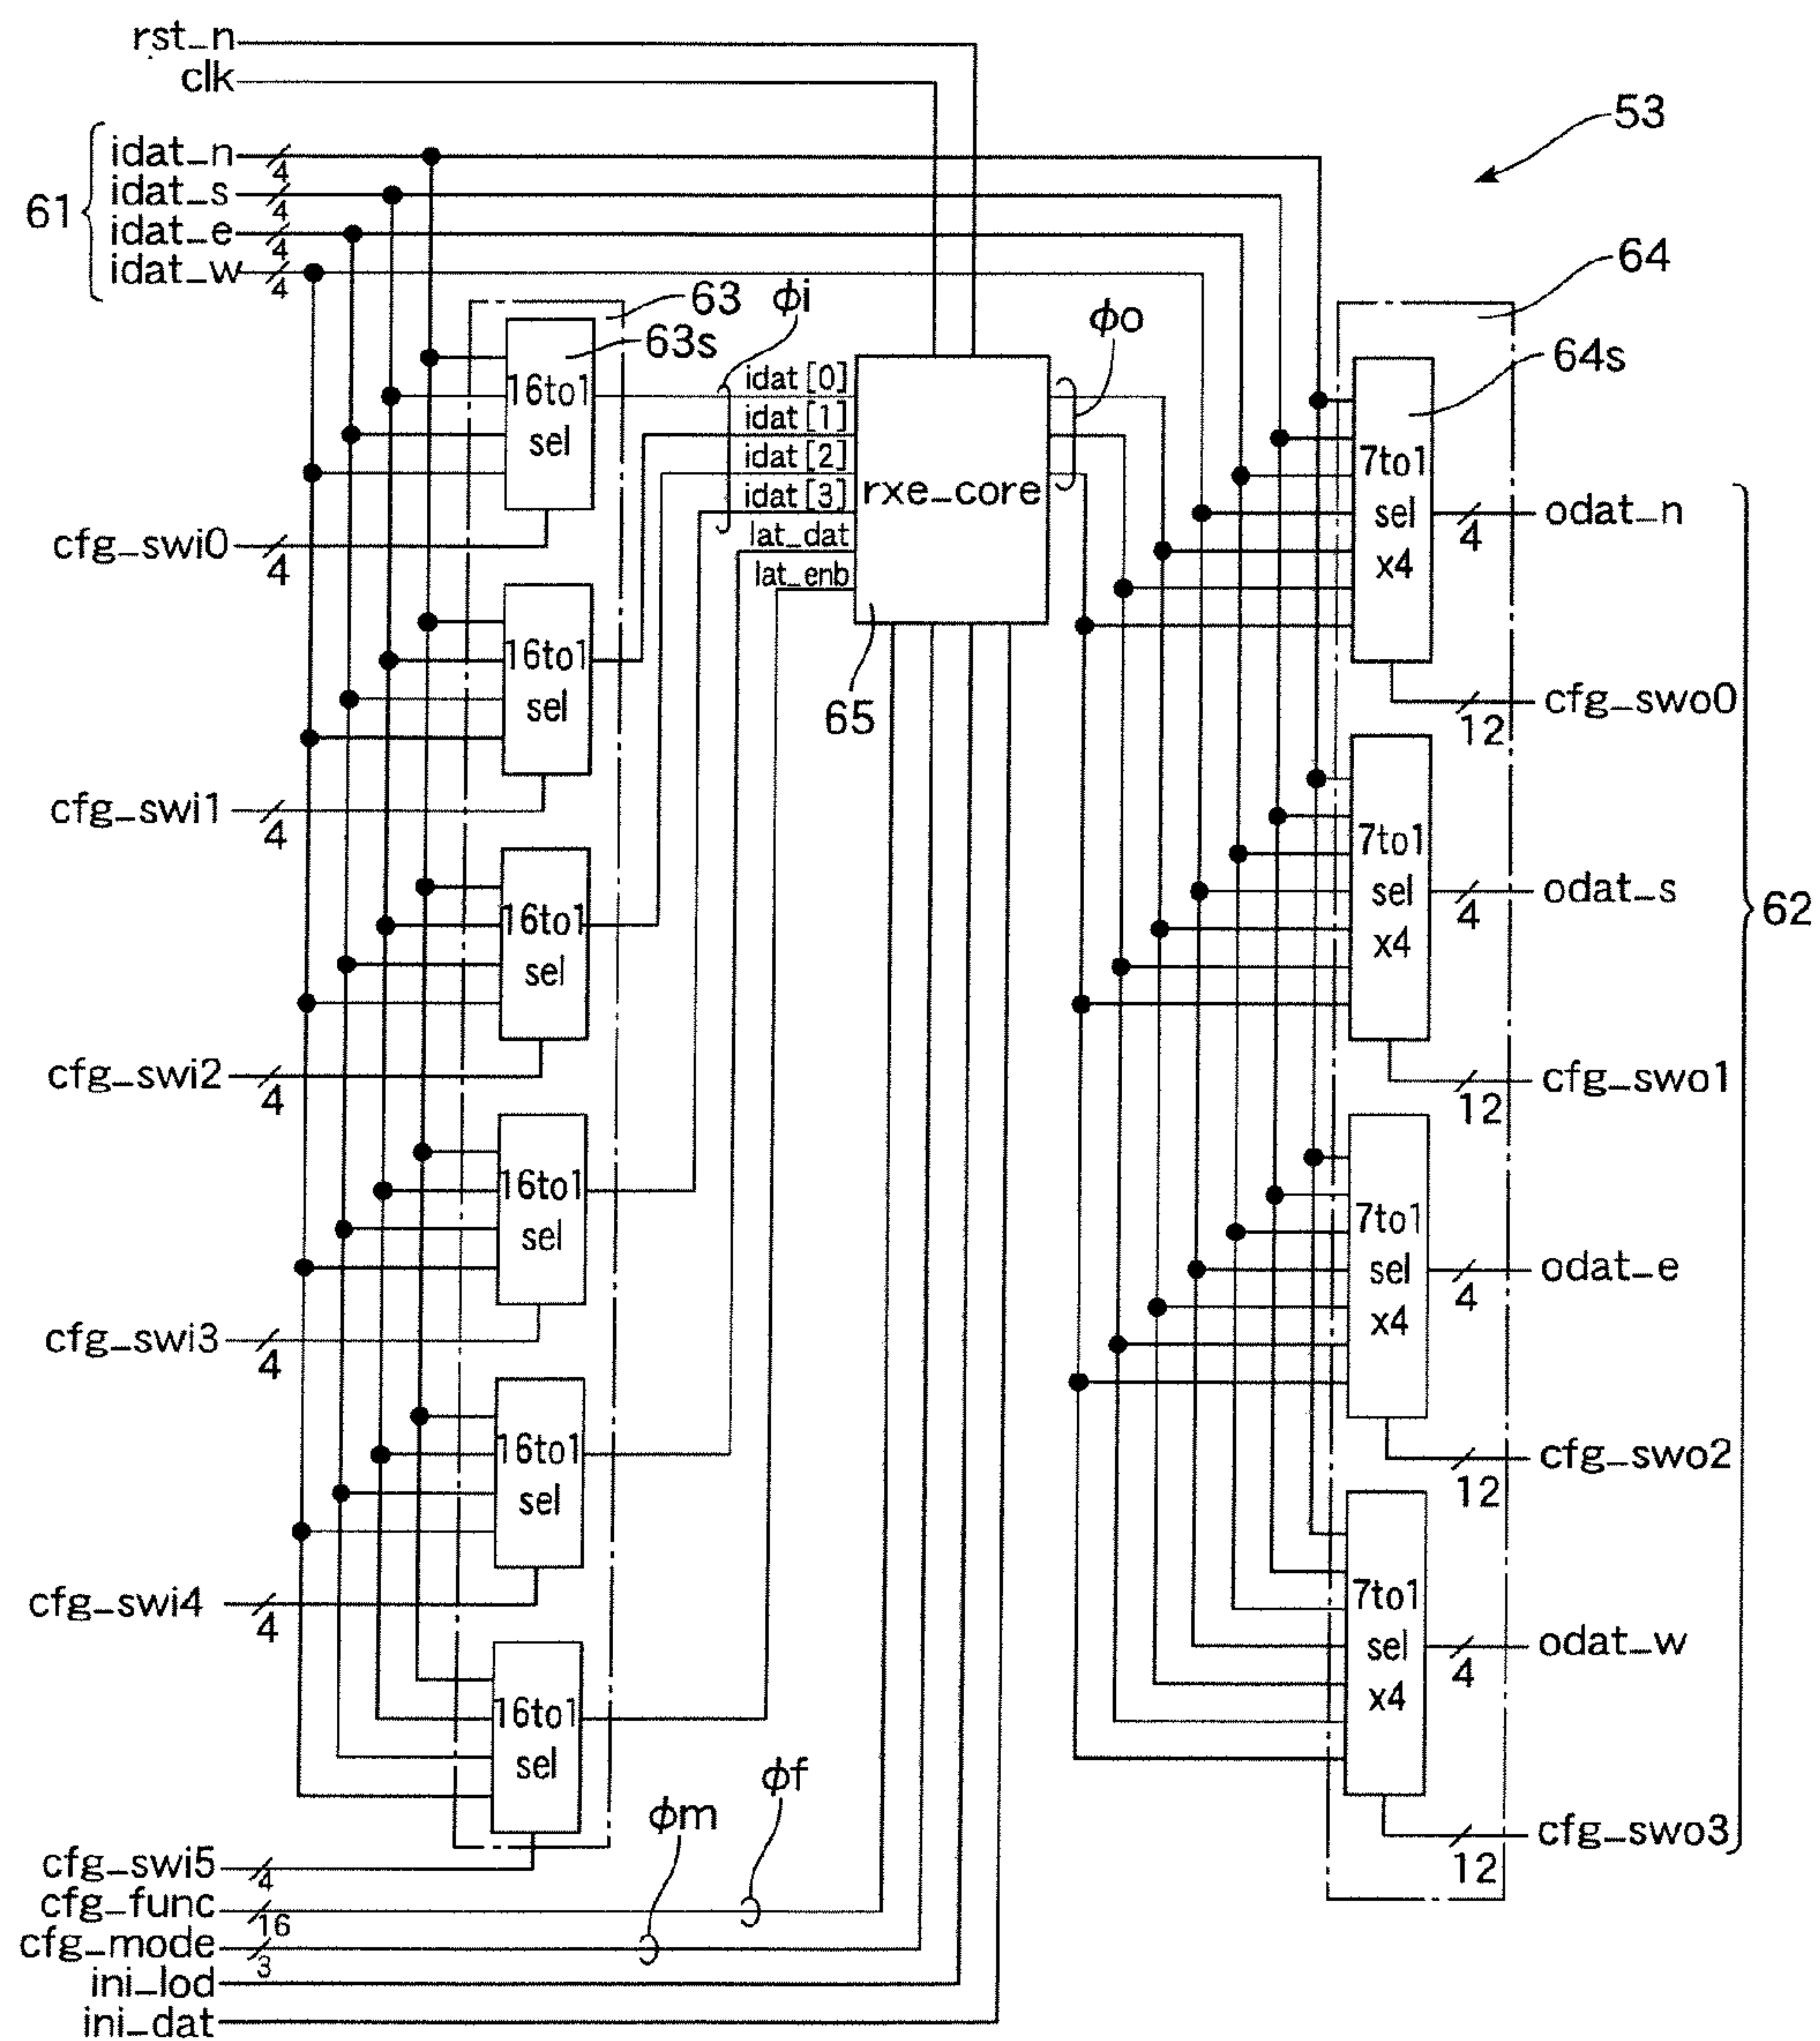 rst_n
clk
53
61
idat_n 4
idat_s 4
idat_e 4
idat_w 4
63
63s
ϕi
ϕo
64
64s
16to1
sel
cfg_swi0 4
idat[0]
idat[1]
idat[2]
idat[3]
lat_dat
lat_enb
rxe_core
65
7to1
sel
x4
4 odat_n
12 cfg_swo0
16to1
sel
cfg_swi1 4
7to1
sel
x4
4 odat_s
12 cfg_swo1
62
16to1
sel
cfg_swi2 4
16to1
sel
cfg_swi3 4
7to1
sel
x4
4 odat_e
12 cfg_swo2
16to1
sel
cfg_swi4 4
7to1
sel
x4
4 odat_w
12 cfg_swo3
16to1
sel
ϕf
ϕm
cfg_swi5 4
cfg_func 16
cfg_mode 3
ini_lod
ini_dat